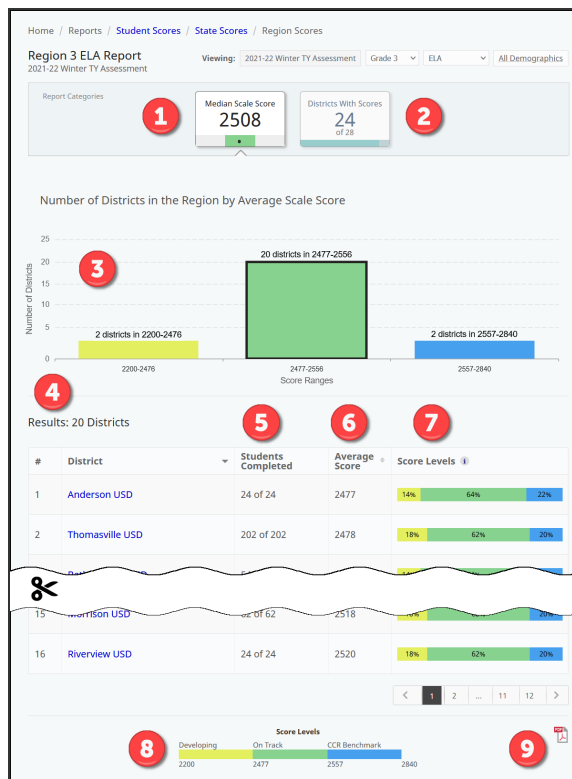 Home / Reports / Student Scores / State Scores / Region Scores
Region 3 ELA Report
2021-22 Winter TY Assessment
Viewing: 2021-22 Winter TY Assessment Grade 3 ELA All Demographics
Report Categories
1
Median Scale Score
2508
Districts With Scores
24
of 28
2
Number of Districts in the Region by Average Scale Score
Number of Districts
25
20
15
10
5
0
3
2 districts in 2200-2476
20 districts in 2477-2556
2 districts in 2557-2840
2200-2476 2477-2556 2557-2840
Score Ranges
4
Results: 20 Districts
5 6 7
# District Students Completed Average Score Score Levels i
1 Anderson USD 24 of 24 2477 14% 64% 22%
2 Thomasville USD 202 of 202 2478 18% 62% 20%
15 Morrison USD 62 of 62 2518 20%
16 Riverview USD 24 of 24 2520 18% 62% 20%
< 1 2 ... 11 12 >
8
Score Levels
Developing On Track CCR Benchmark
2200 2477 2557 2840
9
PDF